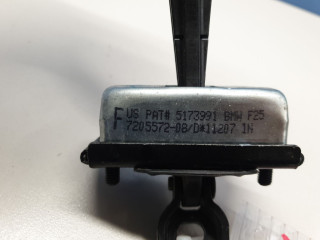 F US PAT# 5173991 BMW F25
7205572-08/D#11207 1N